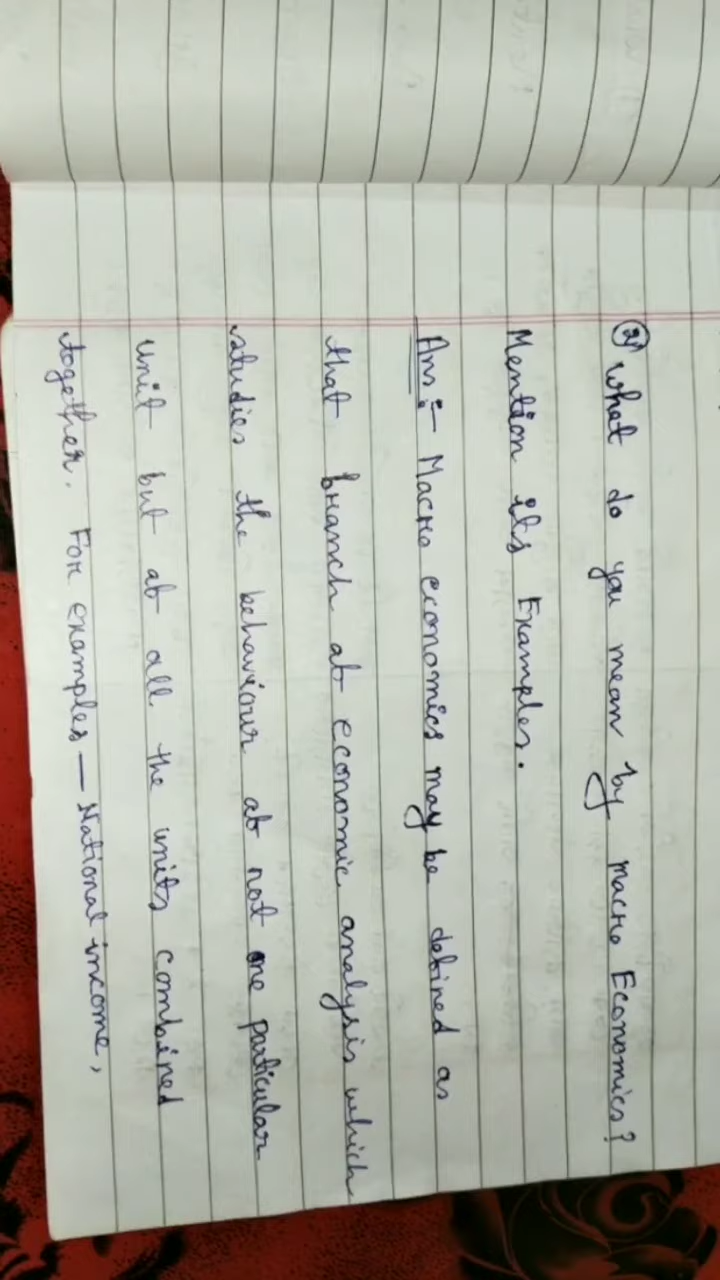 ② What do you mean by macro Economics?
Mention its Examples.
Ans:- Macro economics may be defined as
that branch of economic analysis which
studies the behaviour of not one particular
unit but of all the units combined
together. For examples — National income,